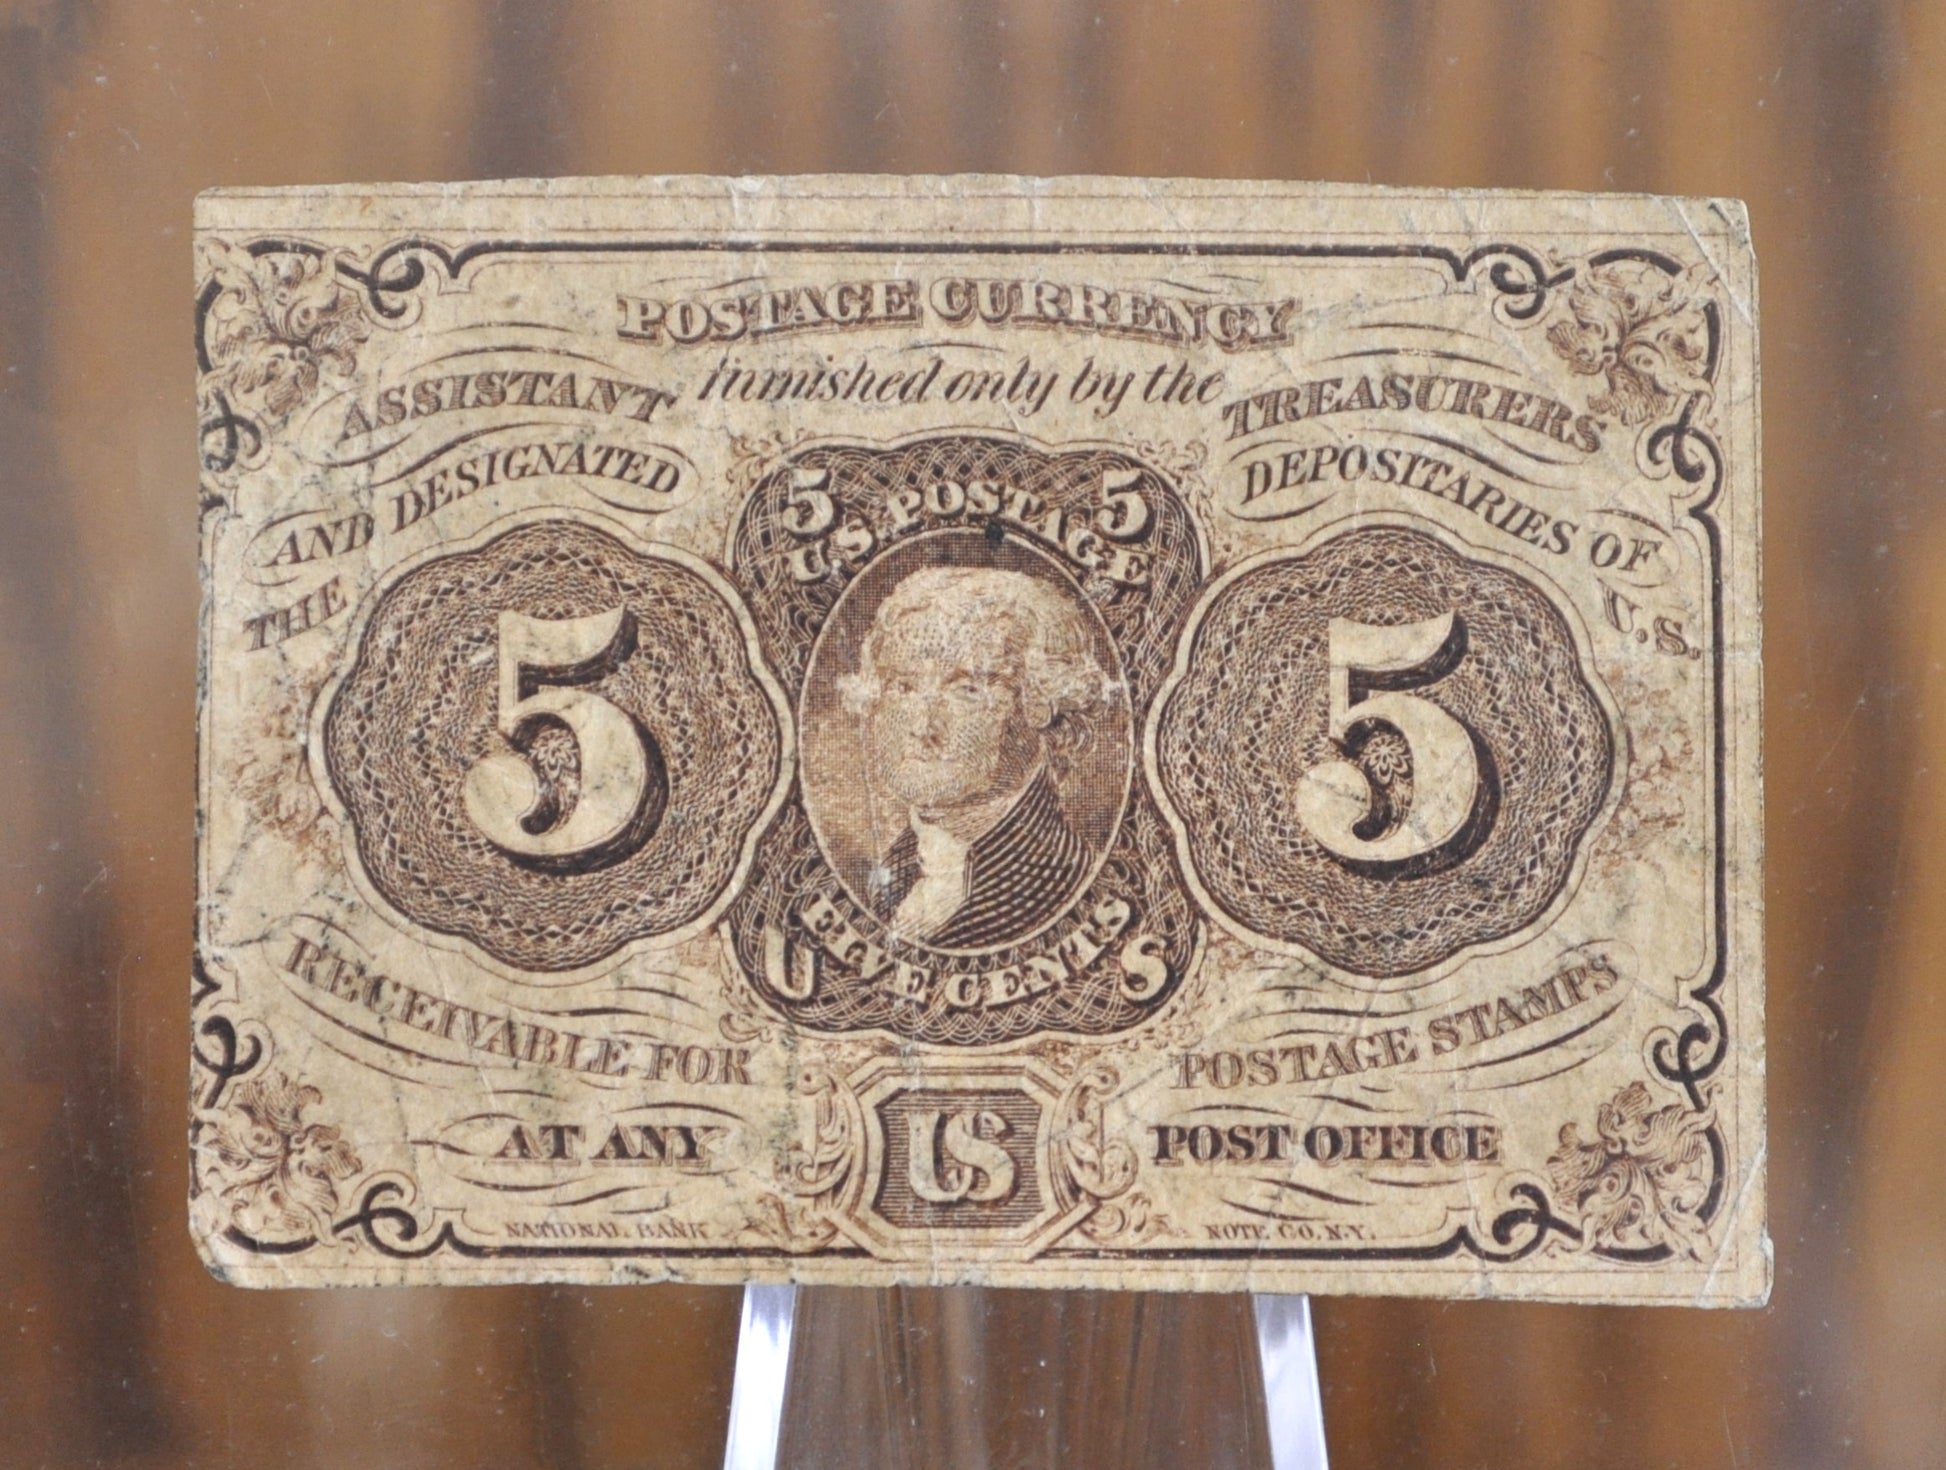 POSTAGE CURRENCY
furnished only by the
ASSISTANT TREASURERS
AND DESIGNATED DEPOSITARIES OF
THE U.S.
5 5
U.S. POSTAGE
5 5
FIVE CENTS
U S
RECEIVABLE FOR POSTAGE STAMPS
AT ANY US POST OFFICE
NATIONAL BANK NOTE CO. N.Y.